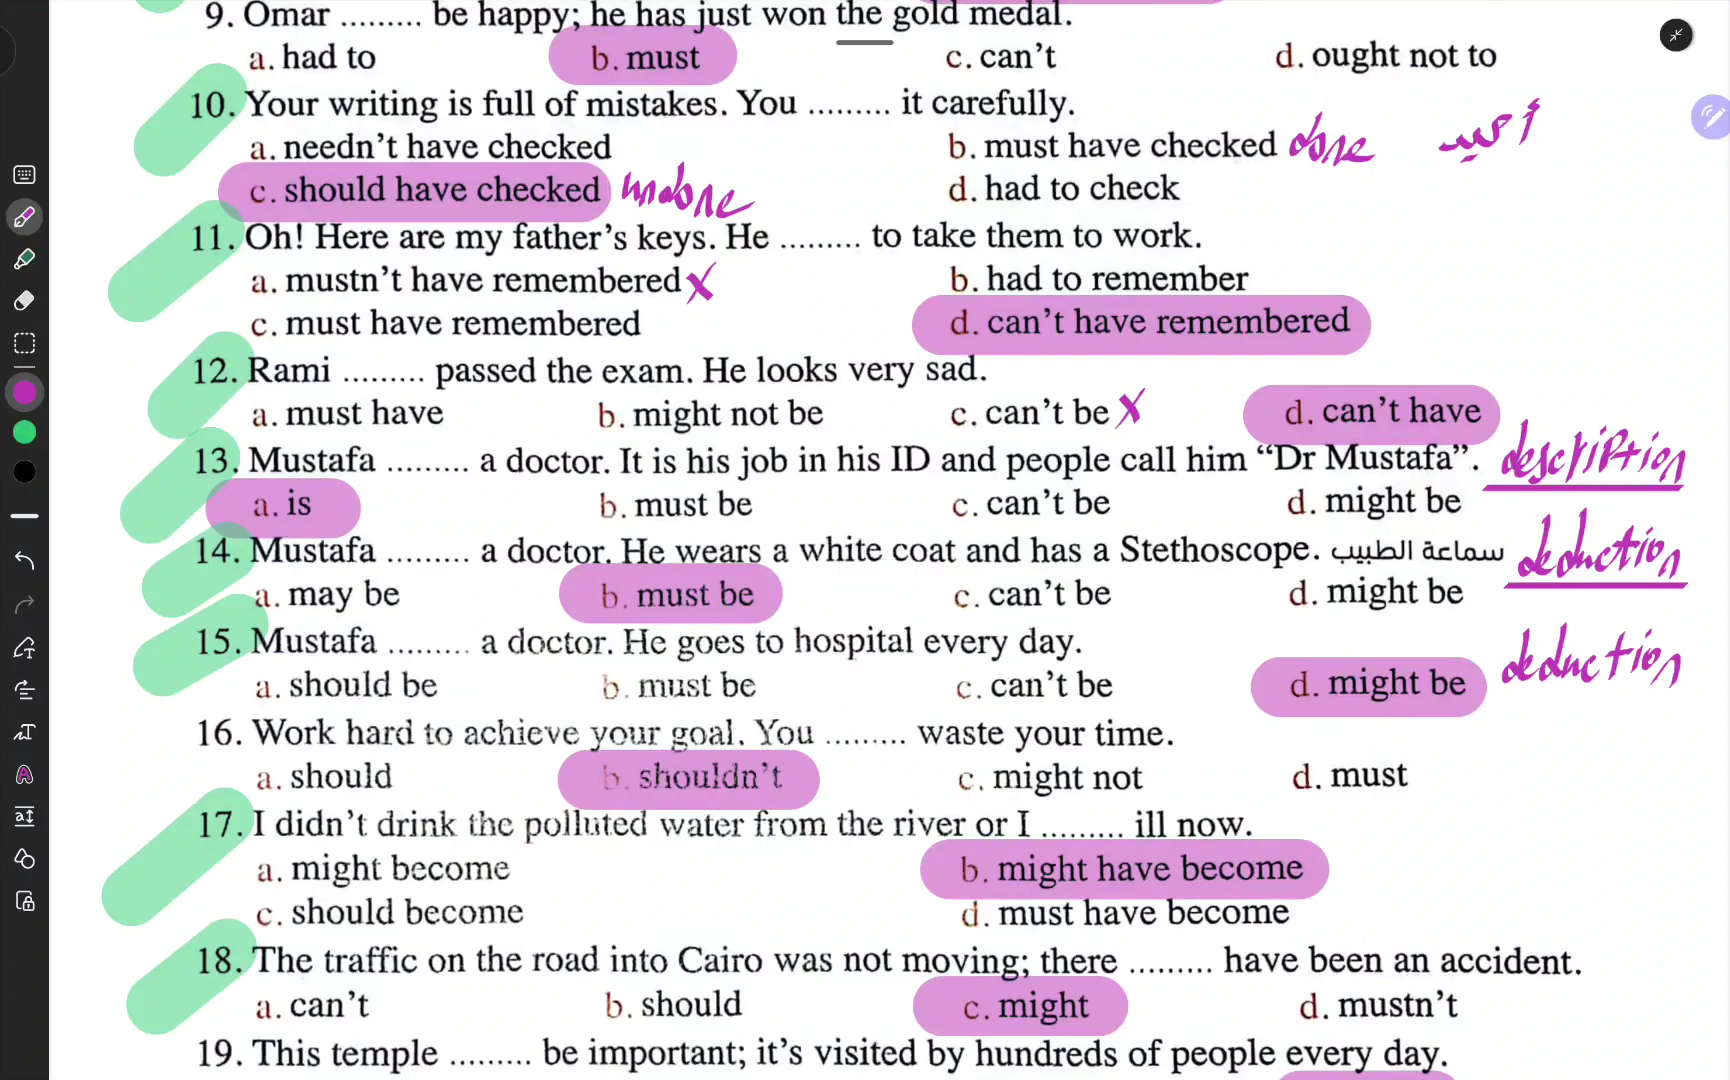 9. Omar ......... be happy; he has just won the gold medal.
a. had to b. must c. can't d. ought not to
10. Your writing is full of mistakes. You ......... it carefully.
a. needn't have checked b. must have checked done
c. should have checked undone d. had to check
11. Oh! Here are my father's keys. He ......... to take them to work.
a. mustn't have remembered X b. had to remember
c. must have remembered d. can't have remembered
12. Rami ......... passed the exam. He looks very sad.
a. must have b. might not be c. can't be X d. can't have
13. Mustafa ......... a doctor. It is his job in his ID and people call him “Dr Mustafa”. description
a. is b. must be c. can't be d. might be
14. Mustafa ......... a doctor. He wears a white coat and has a Stethoscope. سماعة الطبيب deduction
a. may be b. must be c. can't be d. might be
15. Mustafa ......... a doctor. He goes to hospital every day.
a. should be b. must be c. can't be d. might be deduction
16. Work hard to achieve your goal. You ......... waste your time.
a. should b. shouldn't c. might not d. must
17. I didn't drink the polluted water from the river or I ......... ill now.
a. might become b. might have become
c. should become d. must have become
18. The traffic on the road into Cairo was not moving; there ......... have been an accident.
a. can't b. should c. might d. mustn't
19. This temple ......... be important; it's visited by hundreds of people every day.